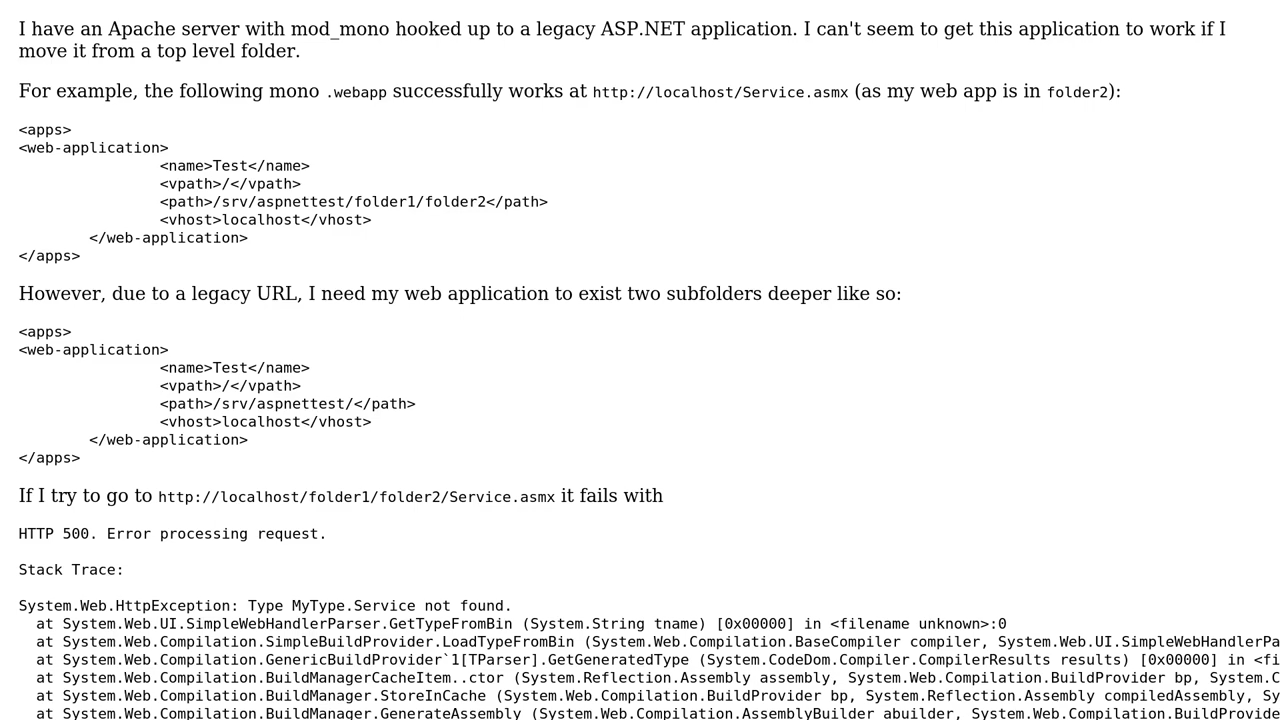 I have an Apache server with mod_mono hooked up to a legacy ASP.NET application. I can't seem to get this application to work if I
move it from a top level folder.
For example, the following mono .webapp successfully works at http://localhost/Service.asmx (as my web app is in folder2):
<apps>
<web-application>
                <name>Test</name>
                <vpath>/</vpath>
                <path>/srv/aspnettest/folder1/folder2</path>
                <vhost>localhost</vhost>
        </web-application>
</apps>
However, due to a legacy URL, I need my web application to exist two subfolders deeper like so:
<apps>
<web-application>
                <name>Test</name>
                <vpath>/</vpath>
                <path>/srv/aspnettest/</path>
                <vhost>localhost</vhost>
        </web-application>
</apps>
If I try to go to http://localhost/folder1/folder2/Service.asmx it fails with
HTTP 500. Error processing request.
Stack Trace:
System.Web.HttpException: Type MyType.Service not found.
  at System.Web.UI.SimpleWebHandlerParser.GetTypeFromBin (System.String tname) [0x00000] in <filename unknown>:0
  at System.Web.Compilation.SimpleBuildProvider.LoadTypeFromBin (System.Web.Compilation.BaseCompiler compiler, System.Web.UI.SimpleWebHandlerPa
  at System.Web.Compilation.GenericBuildProvider`1[TParser].GetGeneratedType (System.CodeDom.Compiler.CompilerResults results) [0x00000] in <fi
  at System.Web.Compilation.BuildManagerCacheItem..ctor (System.Reflection.Assembly assembly, System.Web.Compilation.BuildProvider bp, System.C
  at System.Web.Compilation.BuildManager.StoreInCache (System.Web.Compilation.BuildProvider bp, System.Reflection.Assembly compiledAssembly, Sy
  at System.Web.Compilation.BuildManager.GenerateAssembly (System.Web.Compilation.AssemblyBuilder abuilder, System.Web.Compilation.BuildProvide